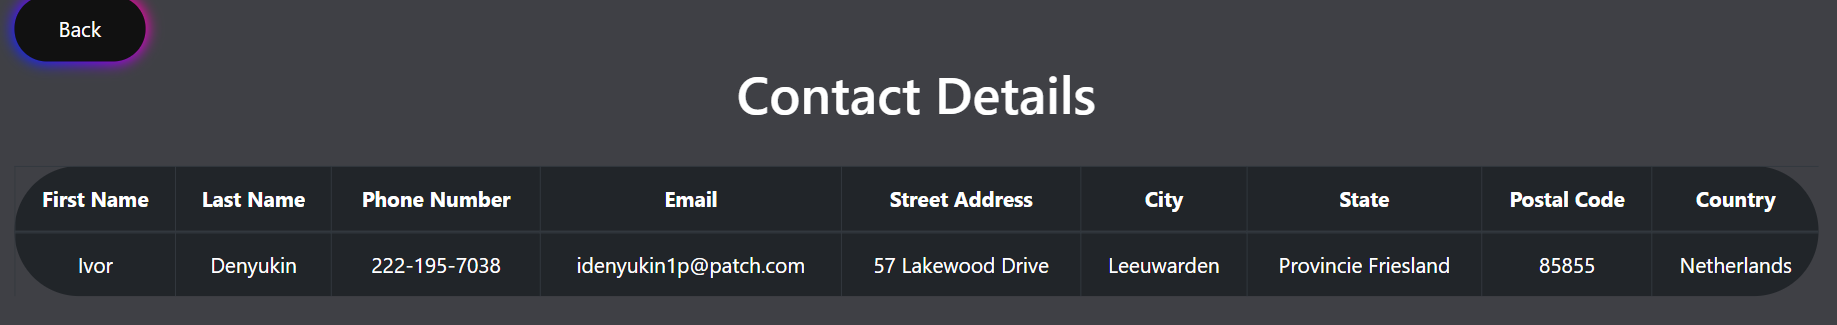 Back
Contact Details
First Name Last Name Phone Number Email Street Address City State Postal Code Country
Ivor Denyukin 222-195-7038 idenyukin1p@patch.com 57 Lakewood Drive Leeuwarden Provincie Friesland 85855 Netherlands